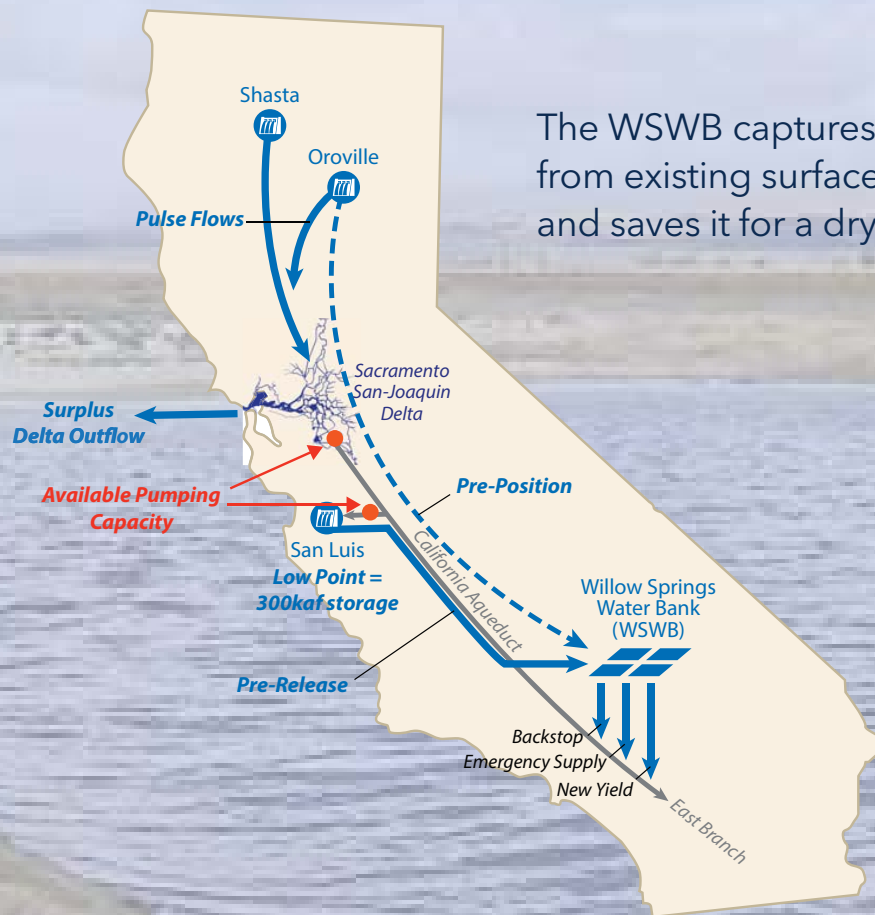 Shasta
Oroville
The WSWB captures
from existing surface
and saves it for a dry
Pulse Flows
Sacramento
San-Joaquin
Delta
Surplus
Delta Outflow
Available Pumping
Capacity
Pre-Position
San Luis
Low Point =
300kaf storage
California Aqueduct
Willow Springs
Water Bank
(WSWB)
Pre-Release
Backstop
Emergency Supply
New Yield
East Branch